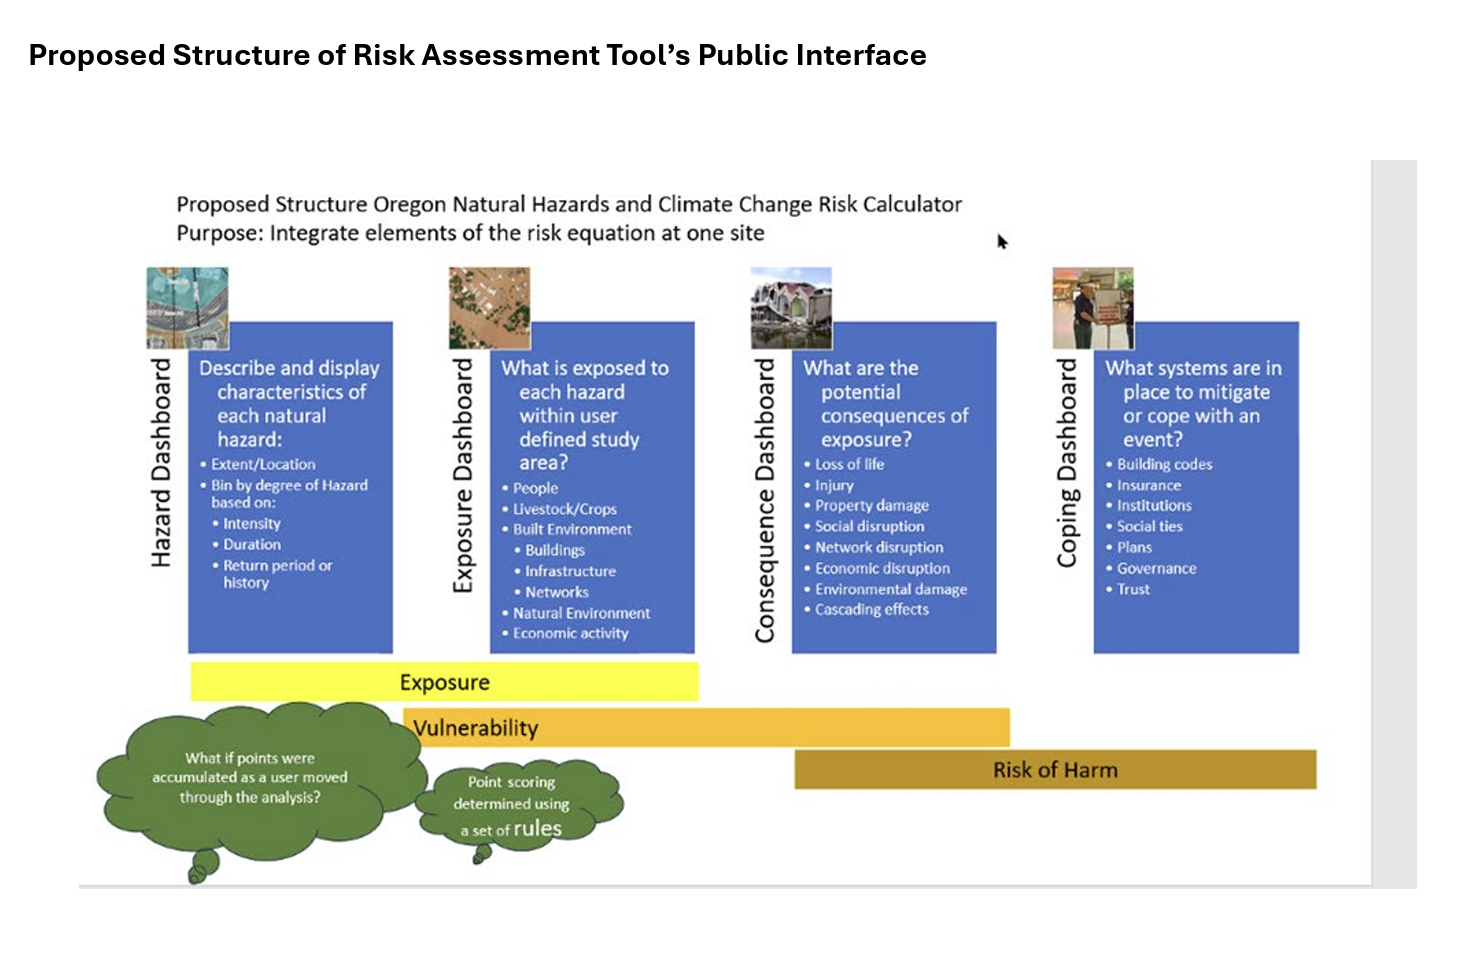 Proposed Structure of Risk Assessment Tool's Public Interface
Proposed Structure Oregon Natural Hazards and Climate Change Risk Calculator
Purpose: Integrate elements of the risk equation at one site
Hazard Dashboard
Describe and display
characteristics of
each natural
hazard:
• Extent/Location
• Bin by degree of Hazard
based on:
• Intensity
• Duration
• Return period or
history
Exposure Dashboard
What is exposed to
each hazard
within user
defined study
area?
• People
• Livestock/Crops
• Built Environment
• Buildings
• Infrastructure
• Networks
• Natural Environment
• Economic activity
Consequence Dashboard
What are the
potential
consequences of
exposure?
• Loss of life
• Injury
• Property damage
• Social disruption
• Network disruption
• Economic disruption
• Environmental damage
• Cascading effects
Coping Dashboard
What systems are in
place to mitigate
or cope with an
event?
• Building codes
• Insurance
• Institutions
• Social ties
• Plans
• Governance
• Trust
Exposure
Vulnerability
Risk of Harm
What if points were
accumulated as a user moved
through the analysis?
Point scoring
determined using
a set of rules